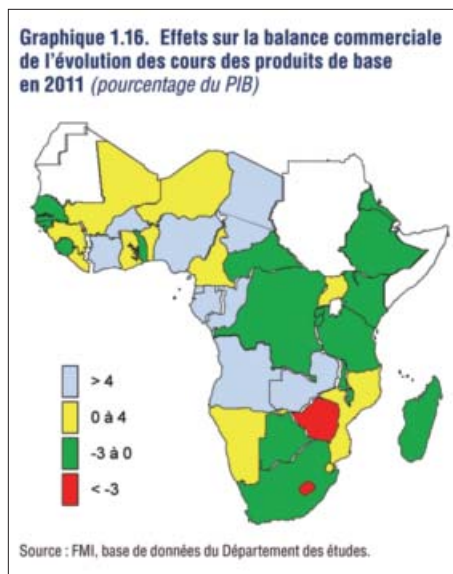 Graphique 1.16. Effets sur la balance commerciale
de l'évolution des cours des produits de base
en 2011 (pourcentage du PIB)
> 4
0 à 4
-3 à 0
< -3
Source : FMI, base de données du Département des études.